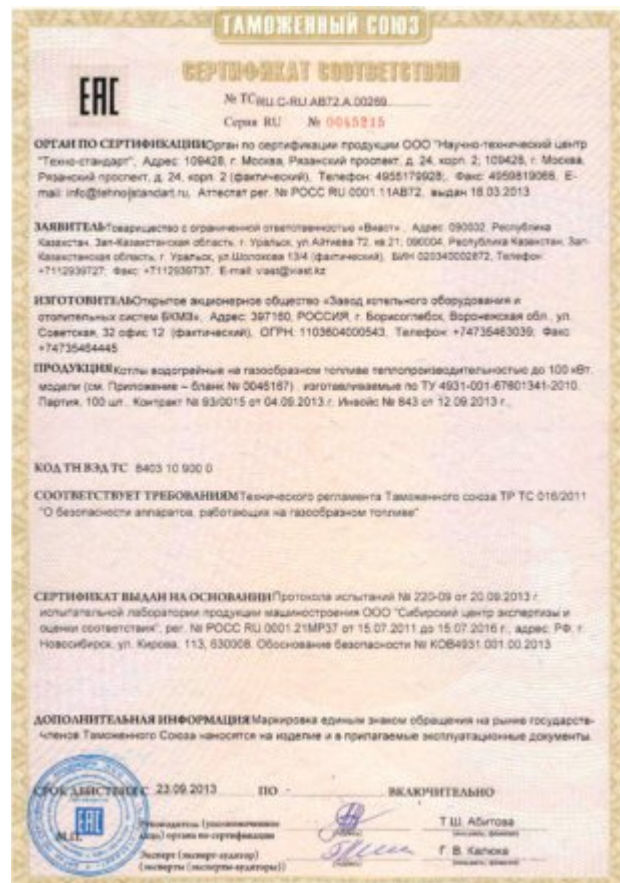 ТАМОЖЕННЫЙ СОЮЗ
СЕРТИФИКАТ СООТВЕТСТВИЯ
ЕАС
№ ТС RU C-RU.АВ72.А.00269
Серия RU № 0045215
ОРГАН ПО СЕРТИФИКАЦИИ Орган по сертификации продукции ООО "Научно-технический центр
"Техно-стандарт", Адрес: 109428, г. Москва, Рязанский проспект, д. 24, корп. 2; 109428, г. Москва,
Рязанский проспект, д. 24, корп. 2 (фактический), Телефон: 4955179928;, Факс: 4959819068, E-
mail: info@tehnojstandart.ru, Аттестат рег. № РОСС RU.0001.11АВ72, выдан 18.03.2013
ЗАЯВИТЕЛЬ Товарищество с ограниченной ответственностью «Виаст», Адрес: 090002, Республика
Казахстан, Зап-Казахстанская область, г. Уральск, ул.Айтиева 72, кв 21; 090004, Республика Казахстан, Зап-
Казахстанская область, г. Уральск, ул.Шолохова 13/4 (фактический), БИН 020340002872, Телефон:
+7112939727; Факс: +7112939737, E-mail: viast@viast.kz
ИЗГОТОВИТЕЛЬ Открытое акционерное общество «Завод котельного оборудования и
отопительных систем БКМЗ», Адрес: 397160, РОССИЯ, г. Борисоглебск, Воронежская обл., ул.
Советская, 32 офис 12 (фактический), ОГРН: 1103604000543, Телефон: +74735463039; Факс:
+74735464445
ПРОДУКЦИЯ Котлы водогрейные на газообразном топливе теплопроизводительностью до 100 кВт,
модели (см. Приложение – бланк № 0046167), изготавливаемые по ТУ 4931-001-67601341-2010.
Партия, 100 шт., Контракт № 93/0015 от 04.09.2013 г. Инвойс № 843 от 12.09.2013 г.,
КОД ТН ВЭД ТС 8403 10 900 0
СООТВЕТСТВУЕТ ТРЕБОВАНИЯМ Технического регламента Таможенного союза ТР ТС 016/2011
"О безопасности аппаратов, работающих на газообразном топливе"
СЕРТИФИКАТ ВЫДАН НА ОСНОВАНИИ Протокола испытаний № 220-09 от 20.09.2013 г.
испытательной лаборатории продукции машиностроения ООО "Сибирский центр экспертизы и
оценки соответствия", рег. № РОСС RU.0001.21МР37 от 15.07.2011 до 15.07.2016 г., адрес: РФ, г.
Новосибирск, ул. Кирова, 113, 630008. Обоснование безопасности № КОВ4931.001.00.2013
ДОПОЛНИТЕЛЬНАЯ ИНФОРМАЦИЯ Маркировка единым знаком обращения на рынке государств-
членов Таможенного Союза наносятся на изделие и в прилагаемые эксплуатационные документы.
СРОК ДЕЙСТВИЯ С 23.09.2013 ПО - ВКЛЮЧИТЕЛЬНО
Руководитель (уполномоченное
лицо) органа по сертификации
Т.Ш. Абитова
ЕАС
М.П.
Эксперт (эксперт-аудитор)
(эксперты (эксперты-аудиторы))
Г. В. Калюка